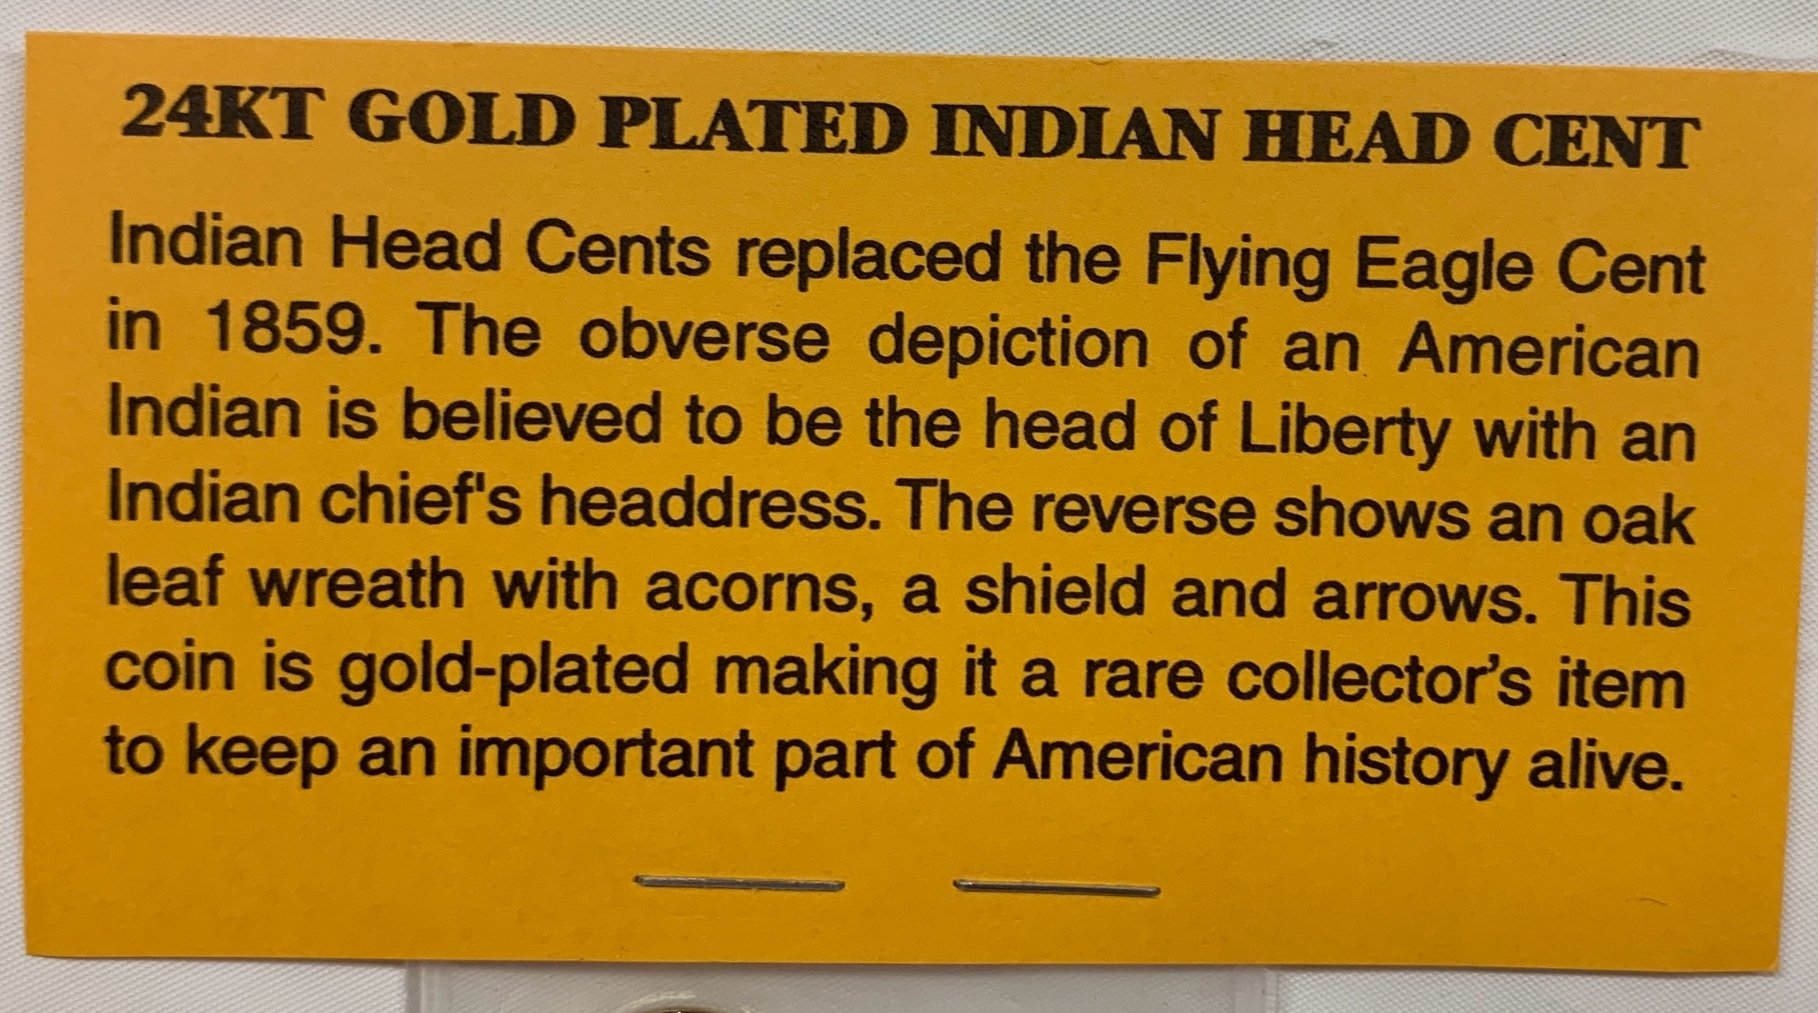 24KT GOLD PLATED INDIAN HEAD CENT
Indian Head Cents replaced the Flying Eagle Cent
in 1859. The obverse depiction of an American
Indian is believed to be the head of Liberty with an
Indian chief's headdress. The reverse shows an oak
leaf wreath with acorns, a shield and arrows. This
coin is gold-plated making it a rare collector’s item
to keep an important part of American history alive.